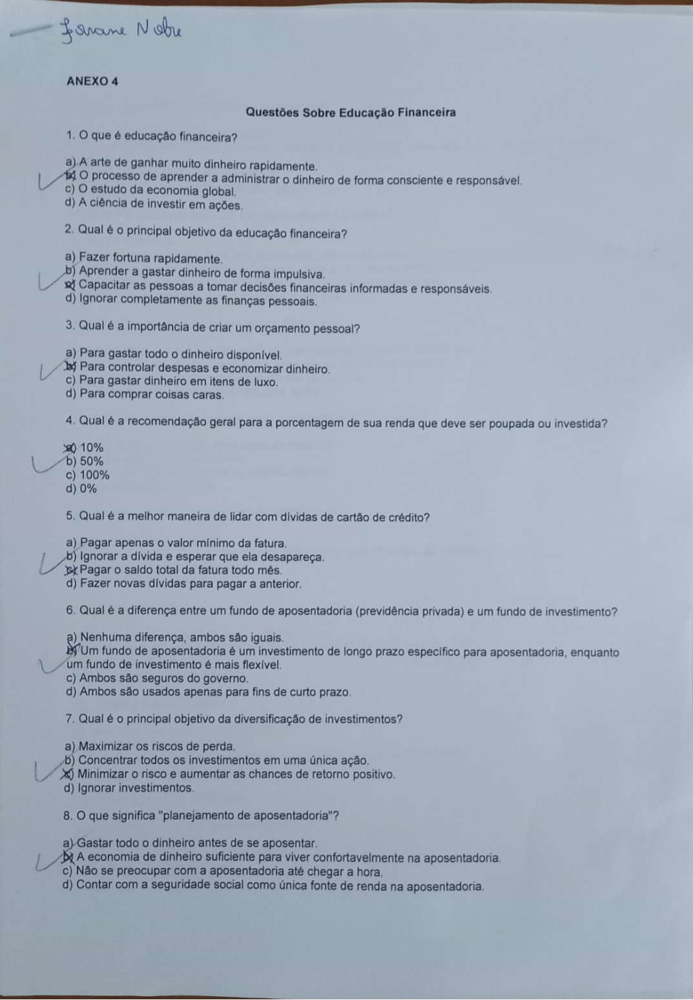 Nobre
ANEXO 4
Questões Sobre Educação Financeira
1. O que é educação financeira?
a) A arte de ganhar muito dinheiro rapidamente.
b) O processo de aprender a administrar o dinheiro de forma consciente e responsável.
c) O estudo da economia global.
d) A ciência de investir em ações.
2. Qual é o principal objetivo da educação financeira?
a) Fazer fortuna rapidamente.
b) Aprender a gastar dinheiro de forma impulsiva.
c) Capacitar as pessoas a tomar decisões financeiras informadas e responsáveis.
d) Ignorar completamente as finanças pessoais.
3. Qual é a importância de criar um orçamento pessoal?
a) Para gastar todo o dinheiro disponível.
b) Para controlar despesas e economizar dinheiro.
c) Para gastar dinheiro em itens de luxo.
d) Para comprar coisas caras.
4. Qual é a recomendação geral para a porcentagem de sua renda que deve ser poupada ou investida?
a) 10%
b) 50%
c) 100%
d) 0%
5. Qual é a melhor maneira de lidar com dívidas de cartão de crédito?
a) Pagar apenas o valor mínimo da fatura.
b) Ignorar a dívida e esperar que ela desapareça.
c) Pagar o saldo total da fatura todo mês.
d) Fazer novas dívidas para pagar a anterior.
6. Qual é a diferença entre um fundo de aposentadoria (previdência privada) e um fundo de investimento?
a) Nenhuma diferença, ambos são iguais.
b) Um fundo de aposentadoria é um investimento de longo prazo específico para aposentadoria, enquanto
um fundo de investimento é mais flexível.
c) Ambos são seguros do governo.
d) Ambos são usados apenas para fins de curto prazo.
7. Qual é o principal objetivo da diversificação de investimentos?
a) Maximizar os riscos de perda.
b) Concentrar todos os investimentos em uma única ação.
c) Minimizar o risco e aumentar as chances de retorno positivo.
d) Ignorar investimentos.
8. O que significa "planejamento de aposentadoria"?
a) Gastar todo o dinheiro antes de se aposentar.
b) A economia de dinheiro suficiente para viver confortavelmente na aposentadoria.
c) Não se preocupar com a aposentadoria até chegar a hora.
d) Contar com a seguridade social como única fonte de renda na aposentadoria.